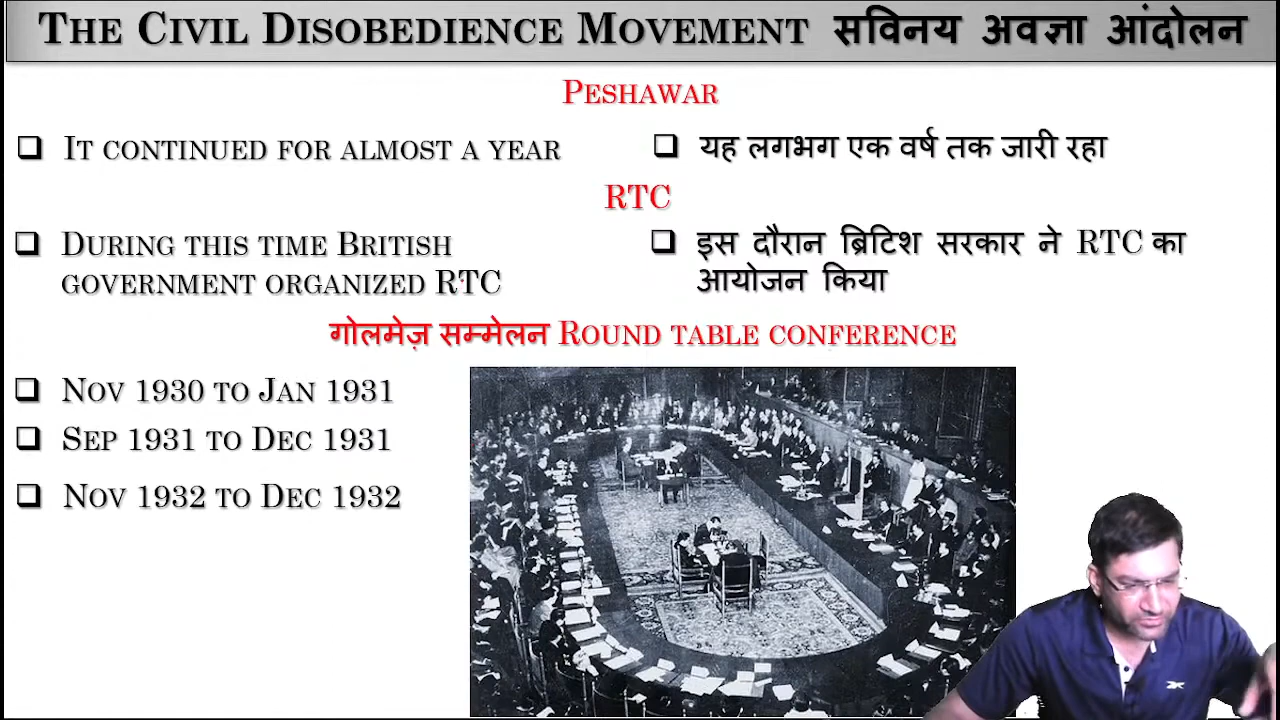 THE CIVIL DISOBEDIENCE MOVEMENT सविनय अवज्ञा आंदोलन
PESHAWAR
IT CONTINUED FOR ALMOST A YEAR
यह लगभग एक वर्ष तक जारी रहा
RTC
DURING THIS TIME BRITISH
GOVERNMENT ORGANIZED RTC
इस दौरान ब्रिटिश सरकार ने RTC का
आयोजन किया
गोलमेज़ सम्मेलन ROUND TABLE CONFERENCE
NOV 1930 TO JAN 1931
SEP 1931 TO DEC 1931
NOV 1932 TO DEC 1932